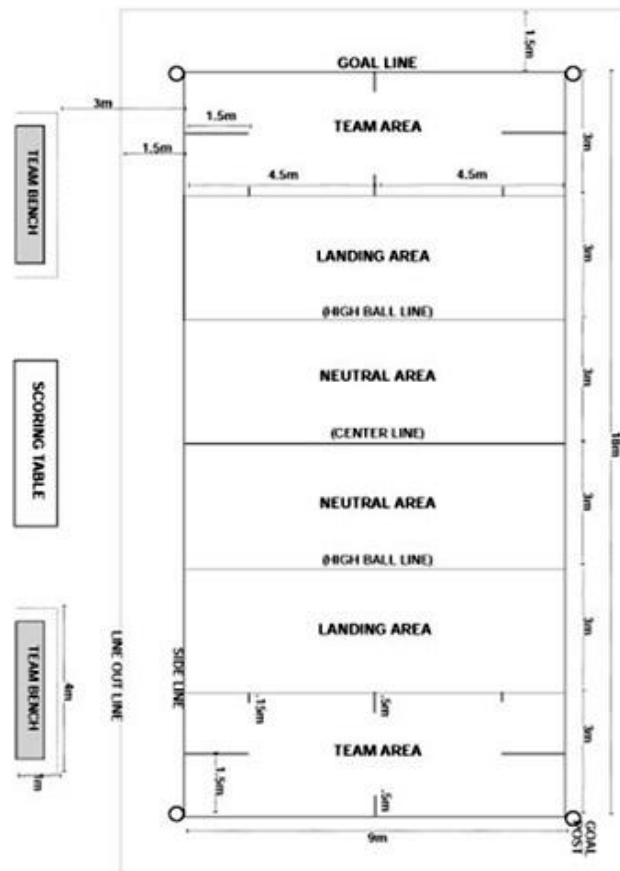 1.5m
GOAL LINE
3m
1.5m
TEAM AREA
3m
1.5m
4.5m
4.5m
TEAM BENCH
LANDING AREA
3m
(HIGH BALL LINE)
NEUTRAL AREA
3m
SCORING TABLE
(CENTER LINE)
18m
NEUTRAL AREA
3m
(HIGH BALL LINE)
LANDING AREA
3m
TEAM BENCH
4m
LINE OUT LINE
SIDE LINE
.15m
.5m
3m
TEAM AREA
1m
1.5m
.5m
9m
GOAL
POST